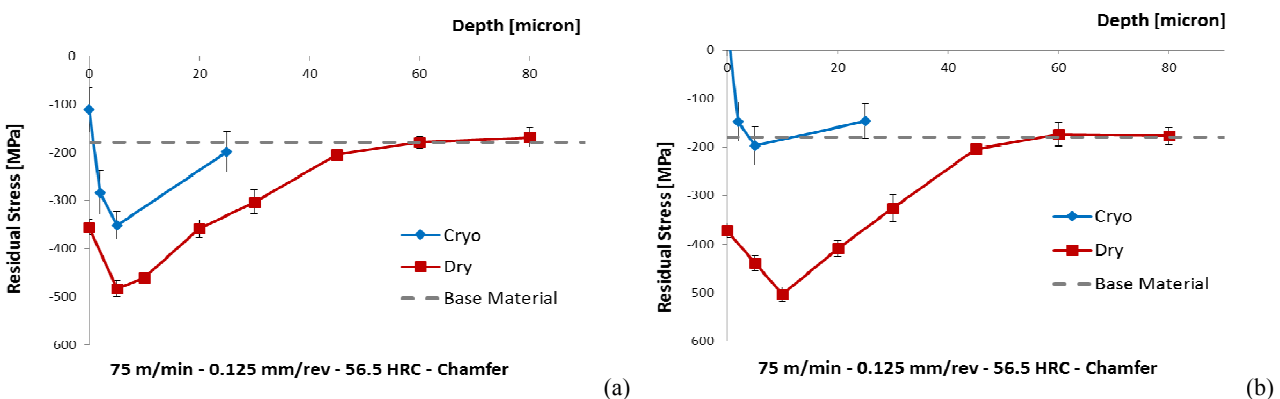 Depth [micron]
0
0
20
40
60
80
-100
-200
-300
-400
-500
600
Residual Stress [MPa]
Cryo
Dry
Base Material
75 m/min - 0.125 mm/rev - 56.5 HRC - Chamfer
(a)
Depth [micron]
0
0
20
40
60
80
-100
-200
-300
-400
500
600
Residual Stress [MPa]
Cryo
Dry
Base Material
75 m/min - 0.125 mm/rev - 56.5 HRC - Chamfer
(b)